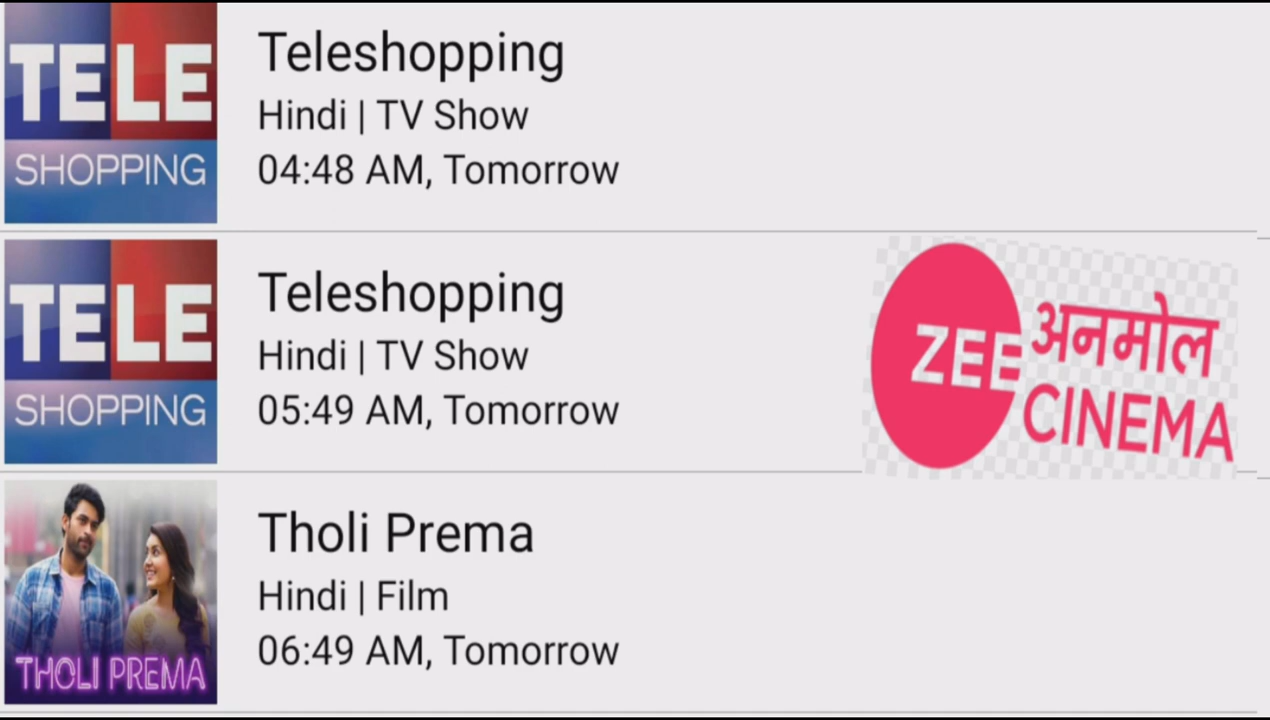 TELE
SHOPPING
Teleshopping
Hindi | TV Show
04:48 AM, Tomorrow
TELE
SHOPPING
Teleshopping
Hindi | TV Show
05:49 AM, Tomorrow
ZEE अनमोल
CINEMA
THOLI PREMA
Tholi Prema
Hindi | Film
06:49 AM, Tomorrow